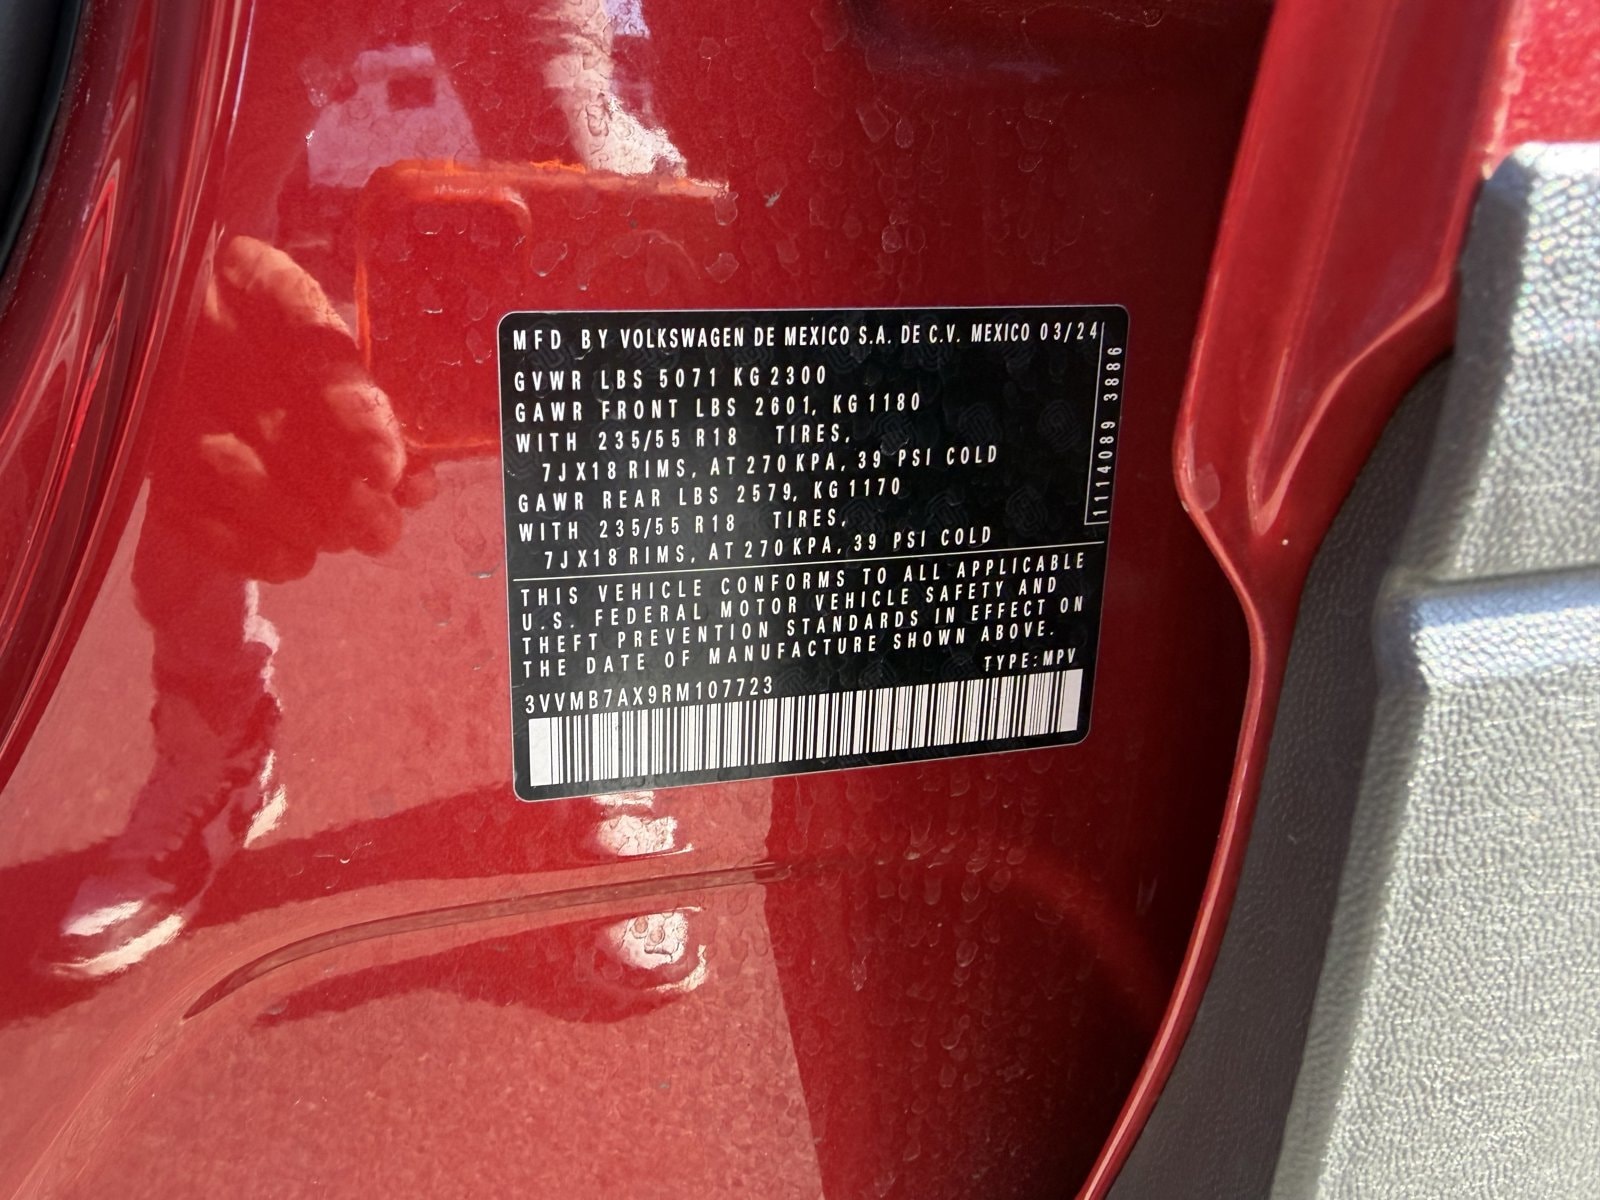 MFD BY VOLKSWAGEN DE MEXICO S.A. DE C.V. MEXICO 03/24
GVWR LBS 5071 KG 2300
GAWR FRONT LBS 2601, KG 1180
WITH 235/55 R18 TIRES,
7JX18 RIMS, AT 270 KPA, 39 PSI COLD
GAWR REAR LBS 2579, KG 1170
WITH 235/55 R18 TIRES,
7JX18 RIMS, AT 270 KPA, 39 PSI COLD
1114089 3886
THIS VEHICLE CONFORMS TO ALL APPLICABLE
U.S. FEDERAL MOTOR VEHICLE SAFETY AND
THEFT PREVENTION STANDARDS IN EFFECT ON
THE DATE OF MANUFACTURE SHOWN ABOVE.
TYPE: MPV
3VVMB7AX9RM107723